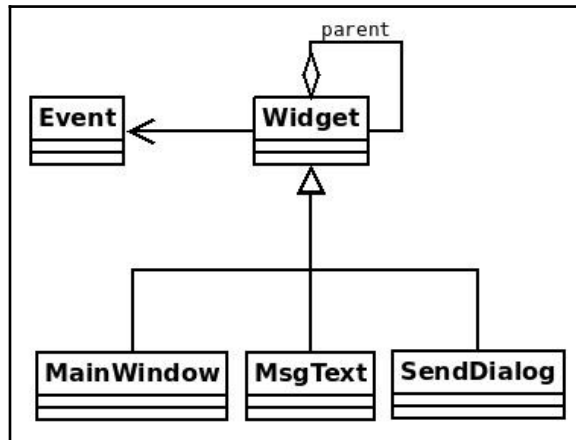 parent
Event
Widget
MainWindow
MsgText
SendDialog